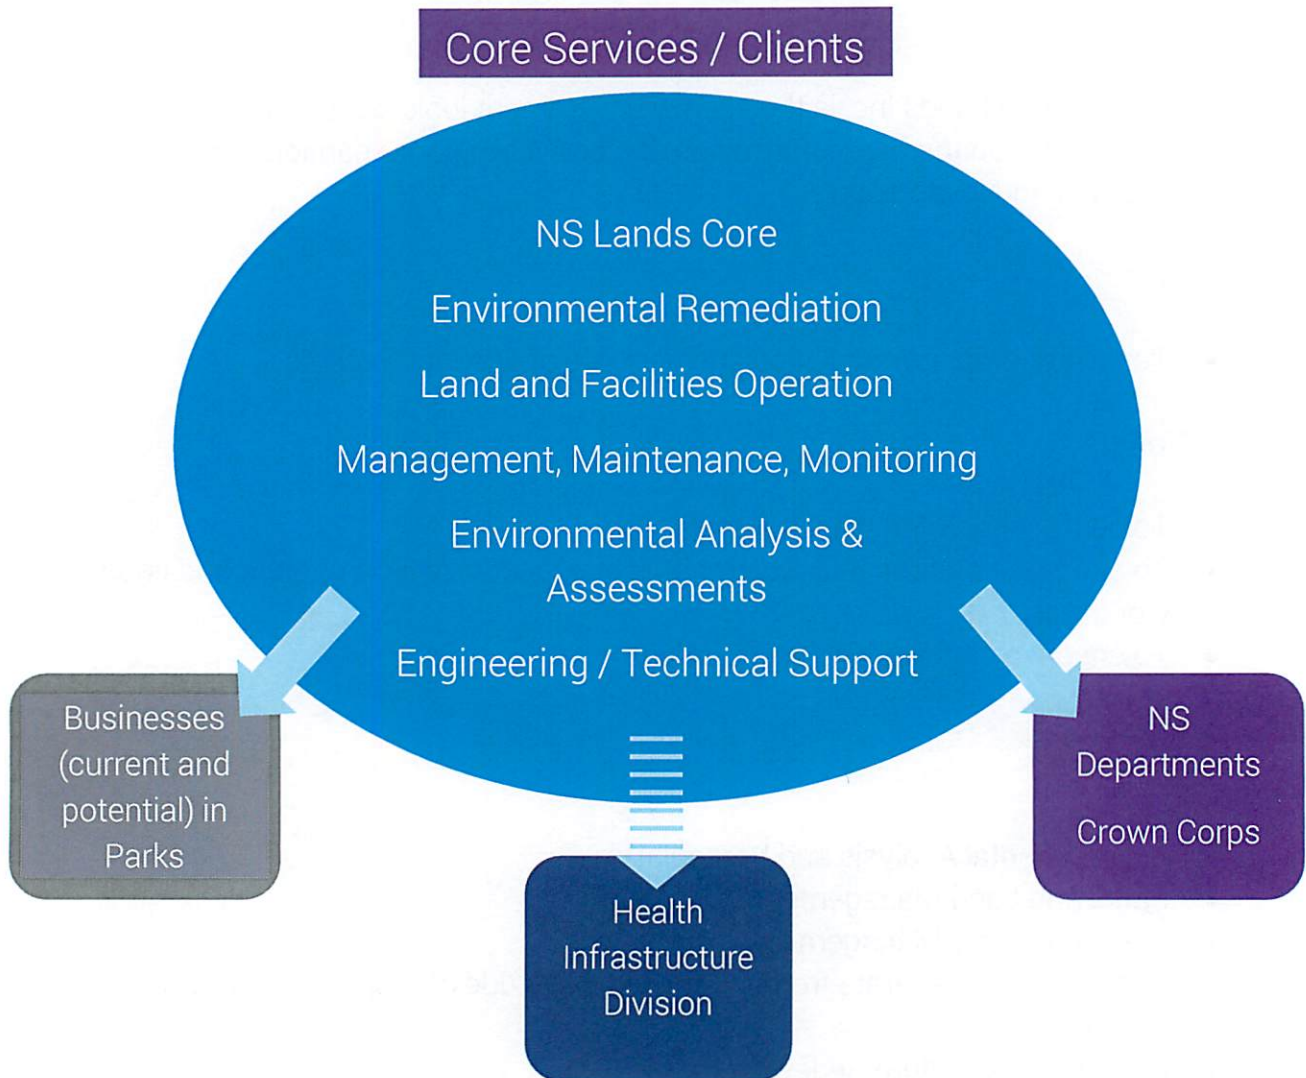 Core Services / Clients
NS Lands Core
Environmental Remediation
Land and Facilities Operation
Management, Maintenance, Monitoring
Environmental Analysis &
Assessments
Engineering / Technical Support
Businesses
(current and
potential) in
Parks
NS
Departments
Crown Corps
Health
Infrastructure
Division